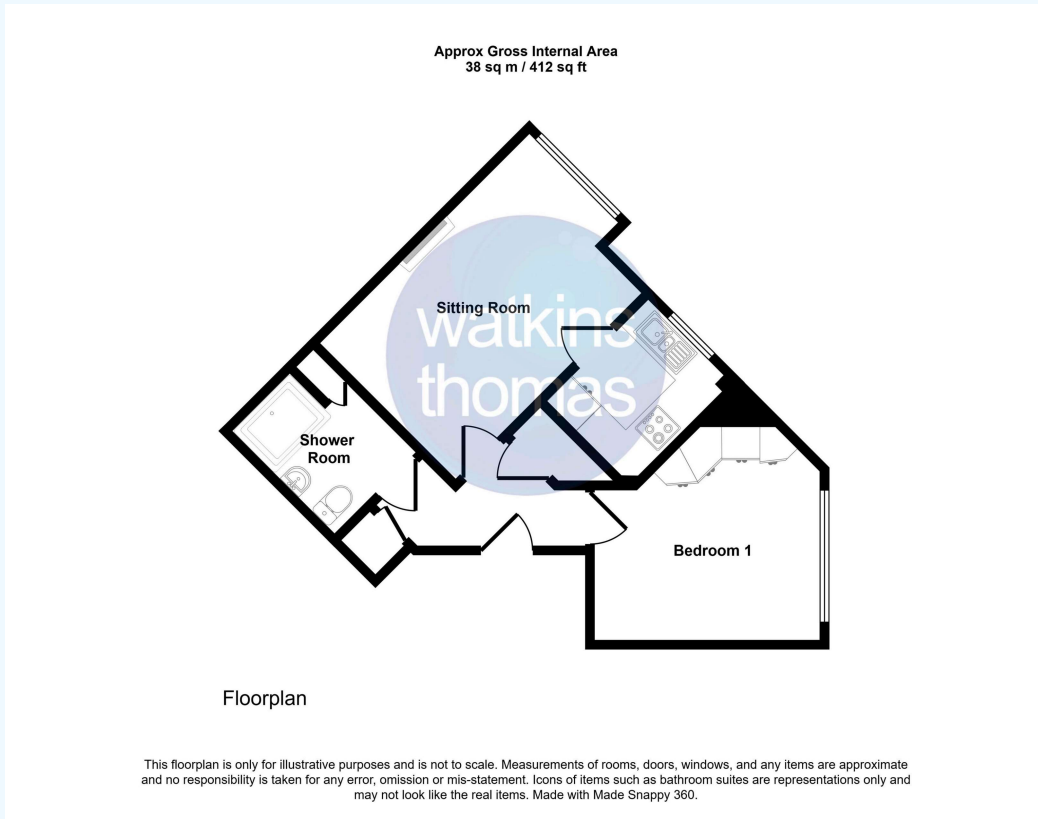 Approx Gross Internal Area
38 sq m / 412 sq ft
Sitting Room
watkins
thomas
Shower
Room
Bedroom 1
Floorplan
This floorplan is only for illustrative purposes and is not to scale. Measurements of rooms, doors, windows, and any items are approximate
and no responsibility is taken for any error, omission or mis-statement. Icons of items such as bathroom suites are representations only and
may not look like the real items. Made with Made Snappy 360.